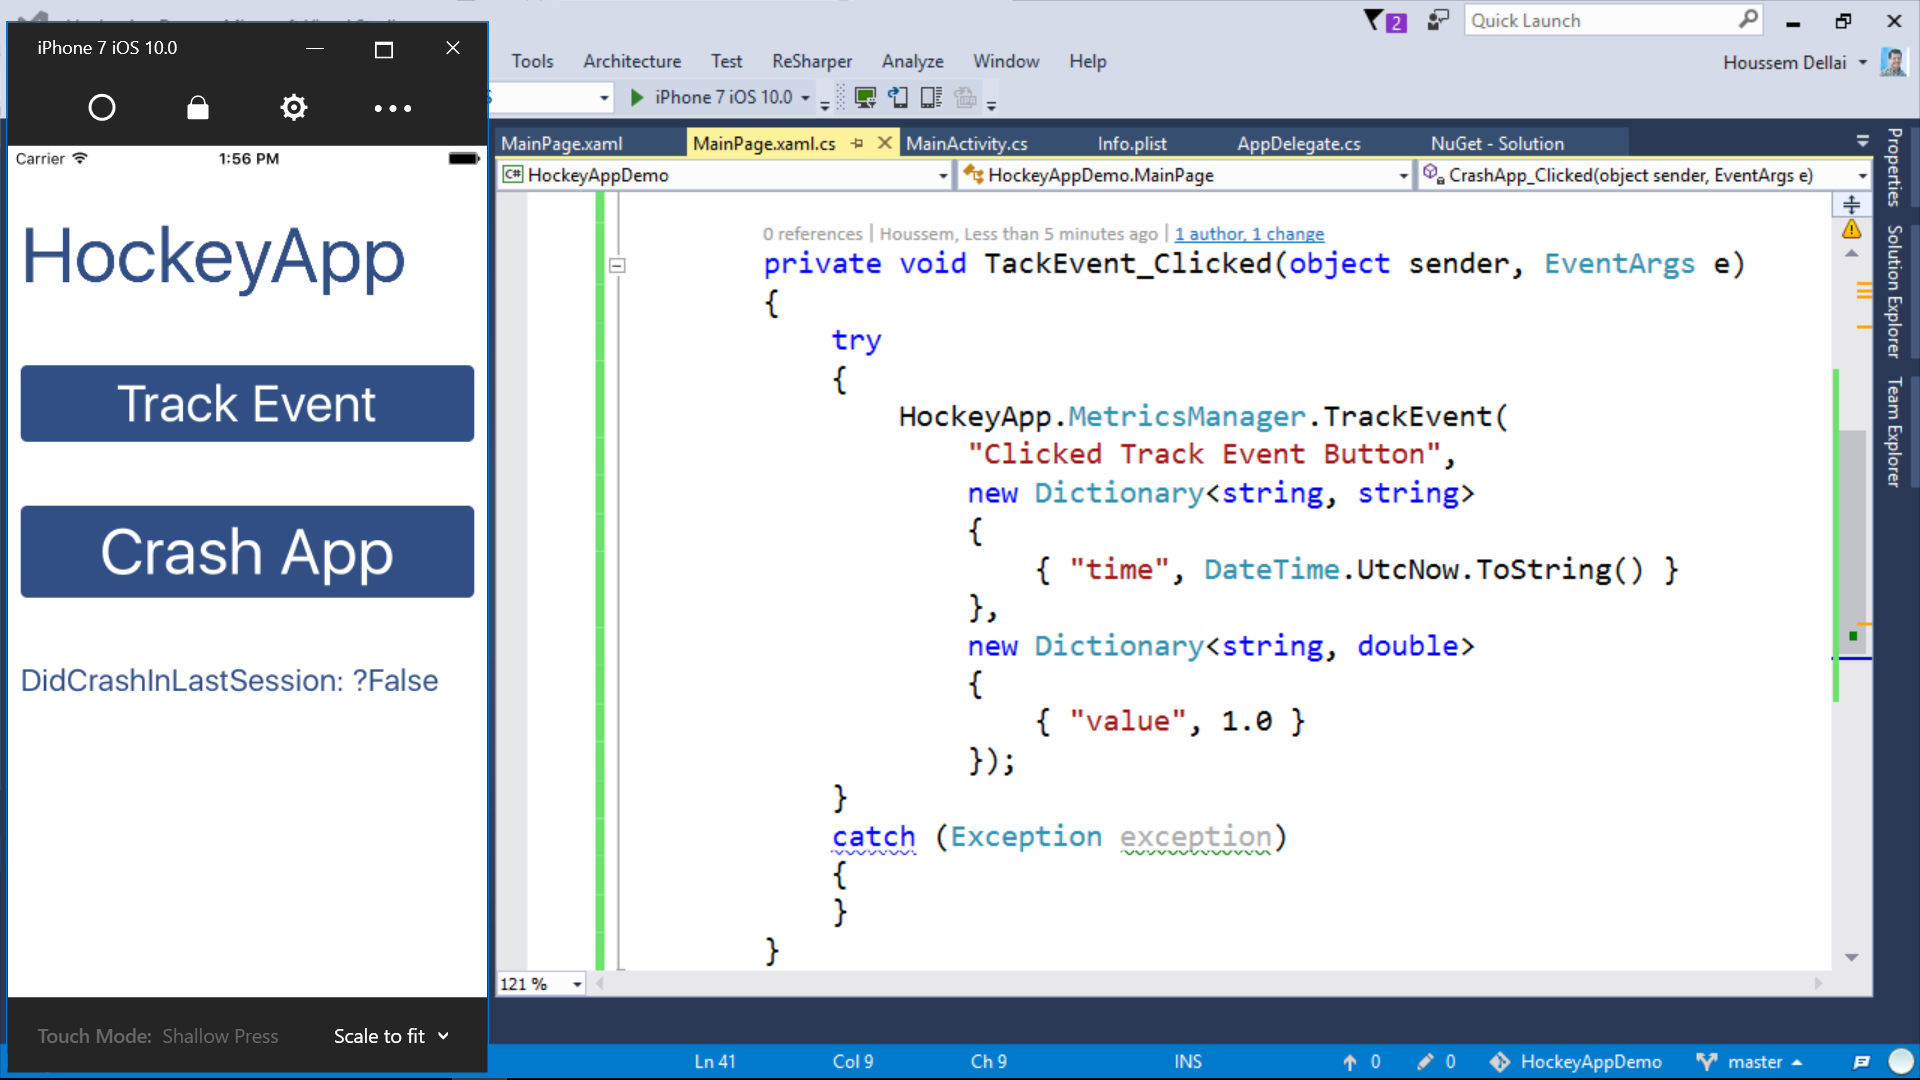 iPhone 7 iOS 10.0
Carrier
1:56 PM
HockeyApp
Track Event
Crash App
DidCrashInLastSession: ?False
Touch Mode: Shallow Press
Scale to fit
2
Quick Launch
Tools Architecture Test ReSharper Analyze Window Help
Houssem Dellai
iPhone 7 iOS 10.0
MainPage.xaml
MainPage.xaml.cs
MainActivity.cs
Info.plist
AppDelegate.cs
NuGet - Solution
C# HockeyAppDemo
HockeyAppDemo.MainPage
CrashApp_Clicked(object sender, EventArgs e)
0 references | Houssem, Less than 5 minutes ago | 1 author, 1 change
private void TackEvent_Clicked(object sender, EventArgs e)
{
try
{
HockeyApp.MetricsManager.TrackEvent(
"Clicked Track Event Button",
new Dictionary<string, string>
{
{ "time", DateTime.UtcNow.ToString() }
},
new Dictionary<string, double>
{
{ "value", 1.0 }
});
}
catch (Exception exception)
{
}
}
121 %
Properties
Solution Explorer
Team Explorer
Ln 41
Col 9
Ch 9
INS
0
0
HockeyAppDemo
master